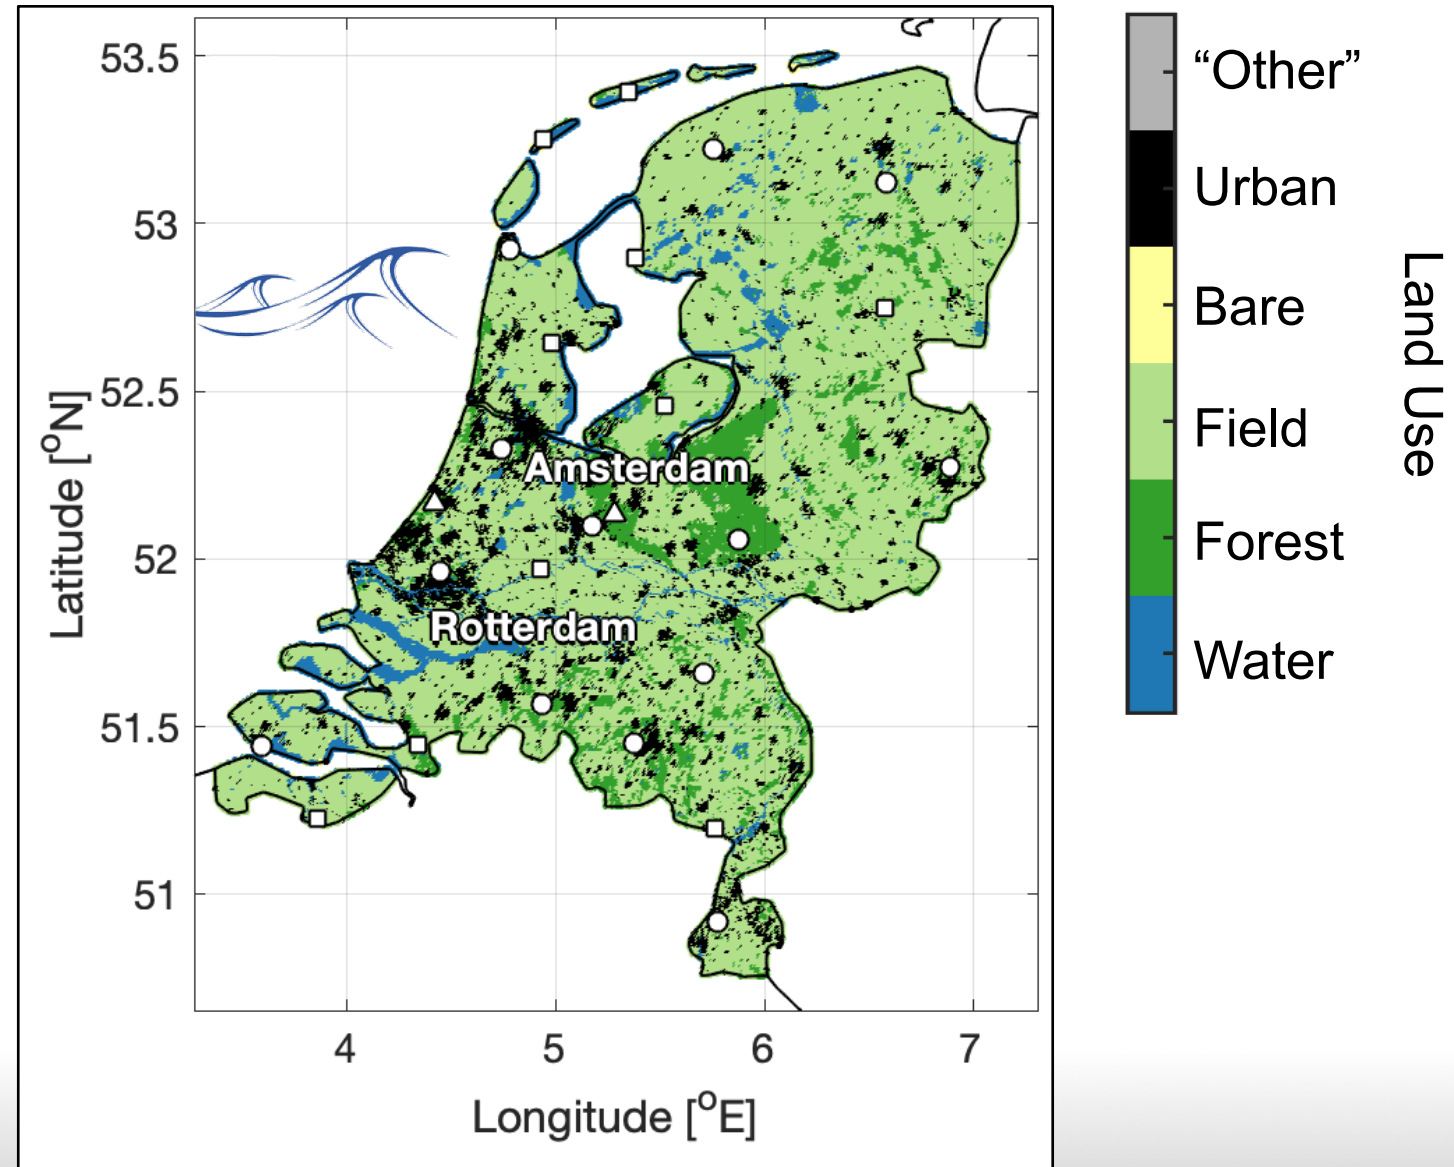 53.5
53
52.5
52
51.5
51
Latitude [°N]
4
5
6
7
Longitude [°E]
Amsterdam
Rotterdam
“Other”
Urban
Bare
Field
Forest
Water
Land Use